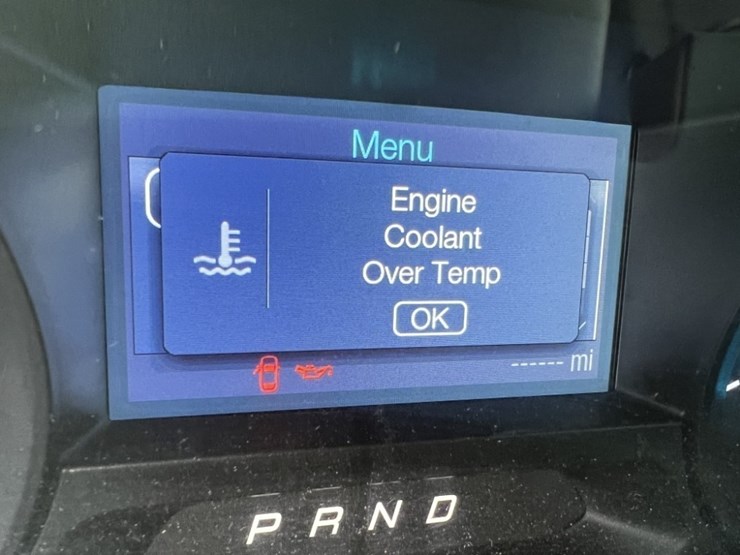 Menu
Engine
Coolant
Over Temp
OK
------ mi
P R N D